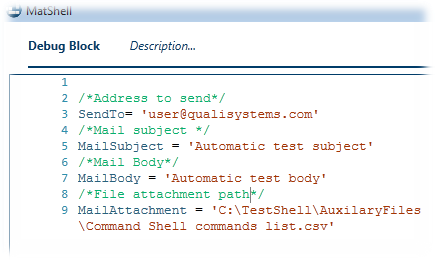 MatShell
Debug Block Description...
1
2 /*Address to send*/
3 SendTo= 'user@qualisystems.com'
4 /*Mail subject */
5 MailSubject = 'Automatic test subject'
6 /*Mail Body*/
7 MailBody = 'Automatic test body'
8 /*File attachment path*/
9 MailAttachment = 'C:\TestShell\AuxilaryFiles
\Command Shell commands list.csv'